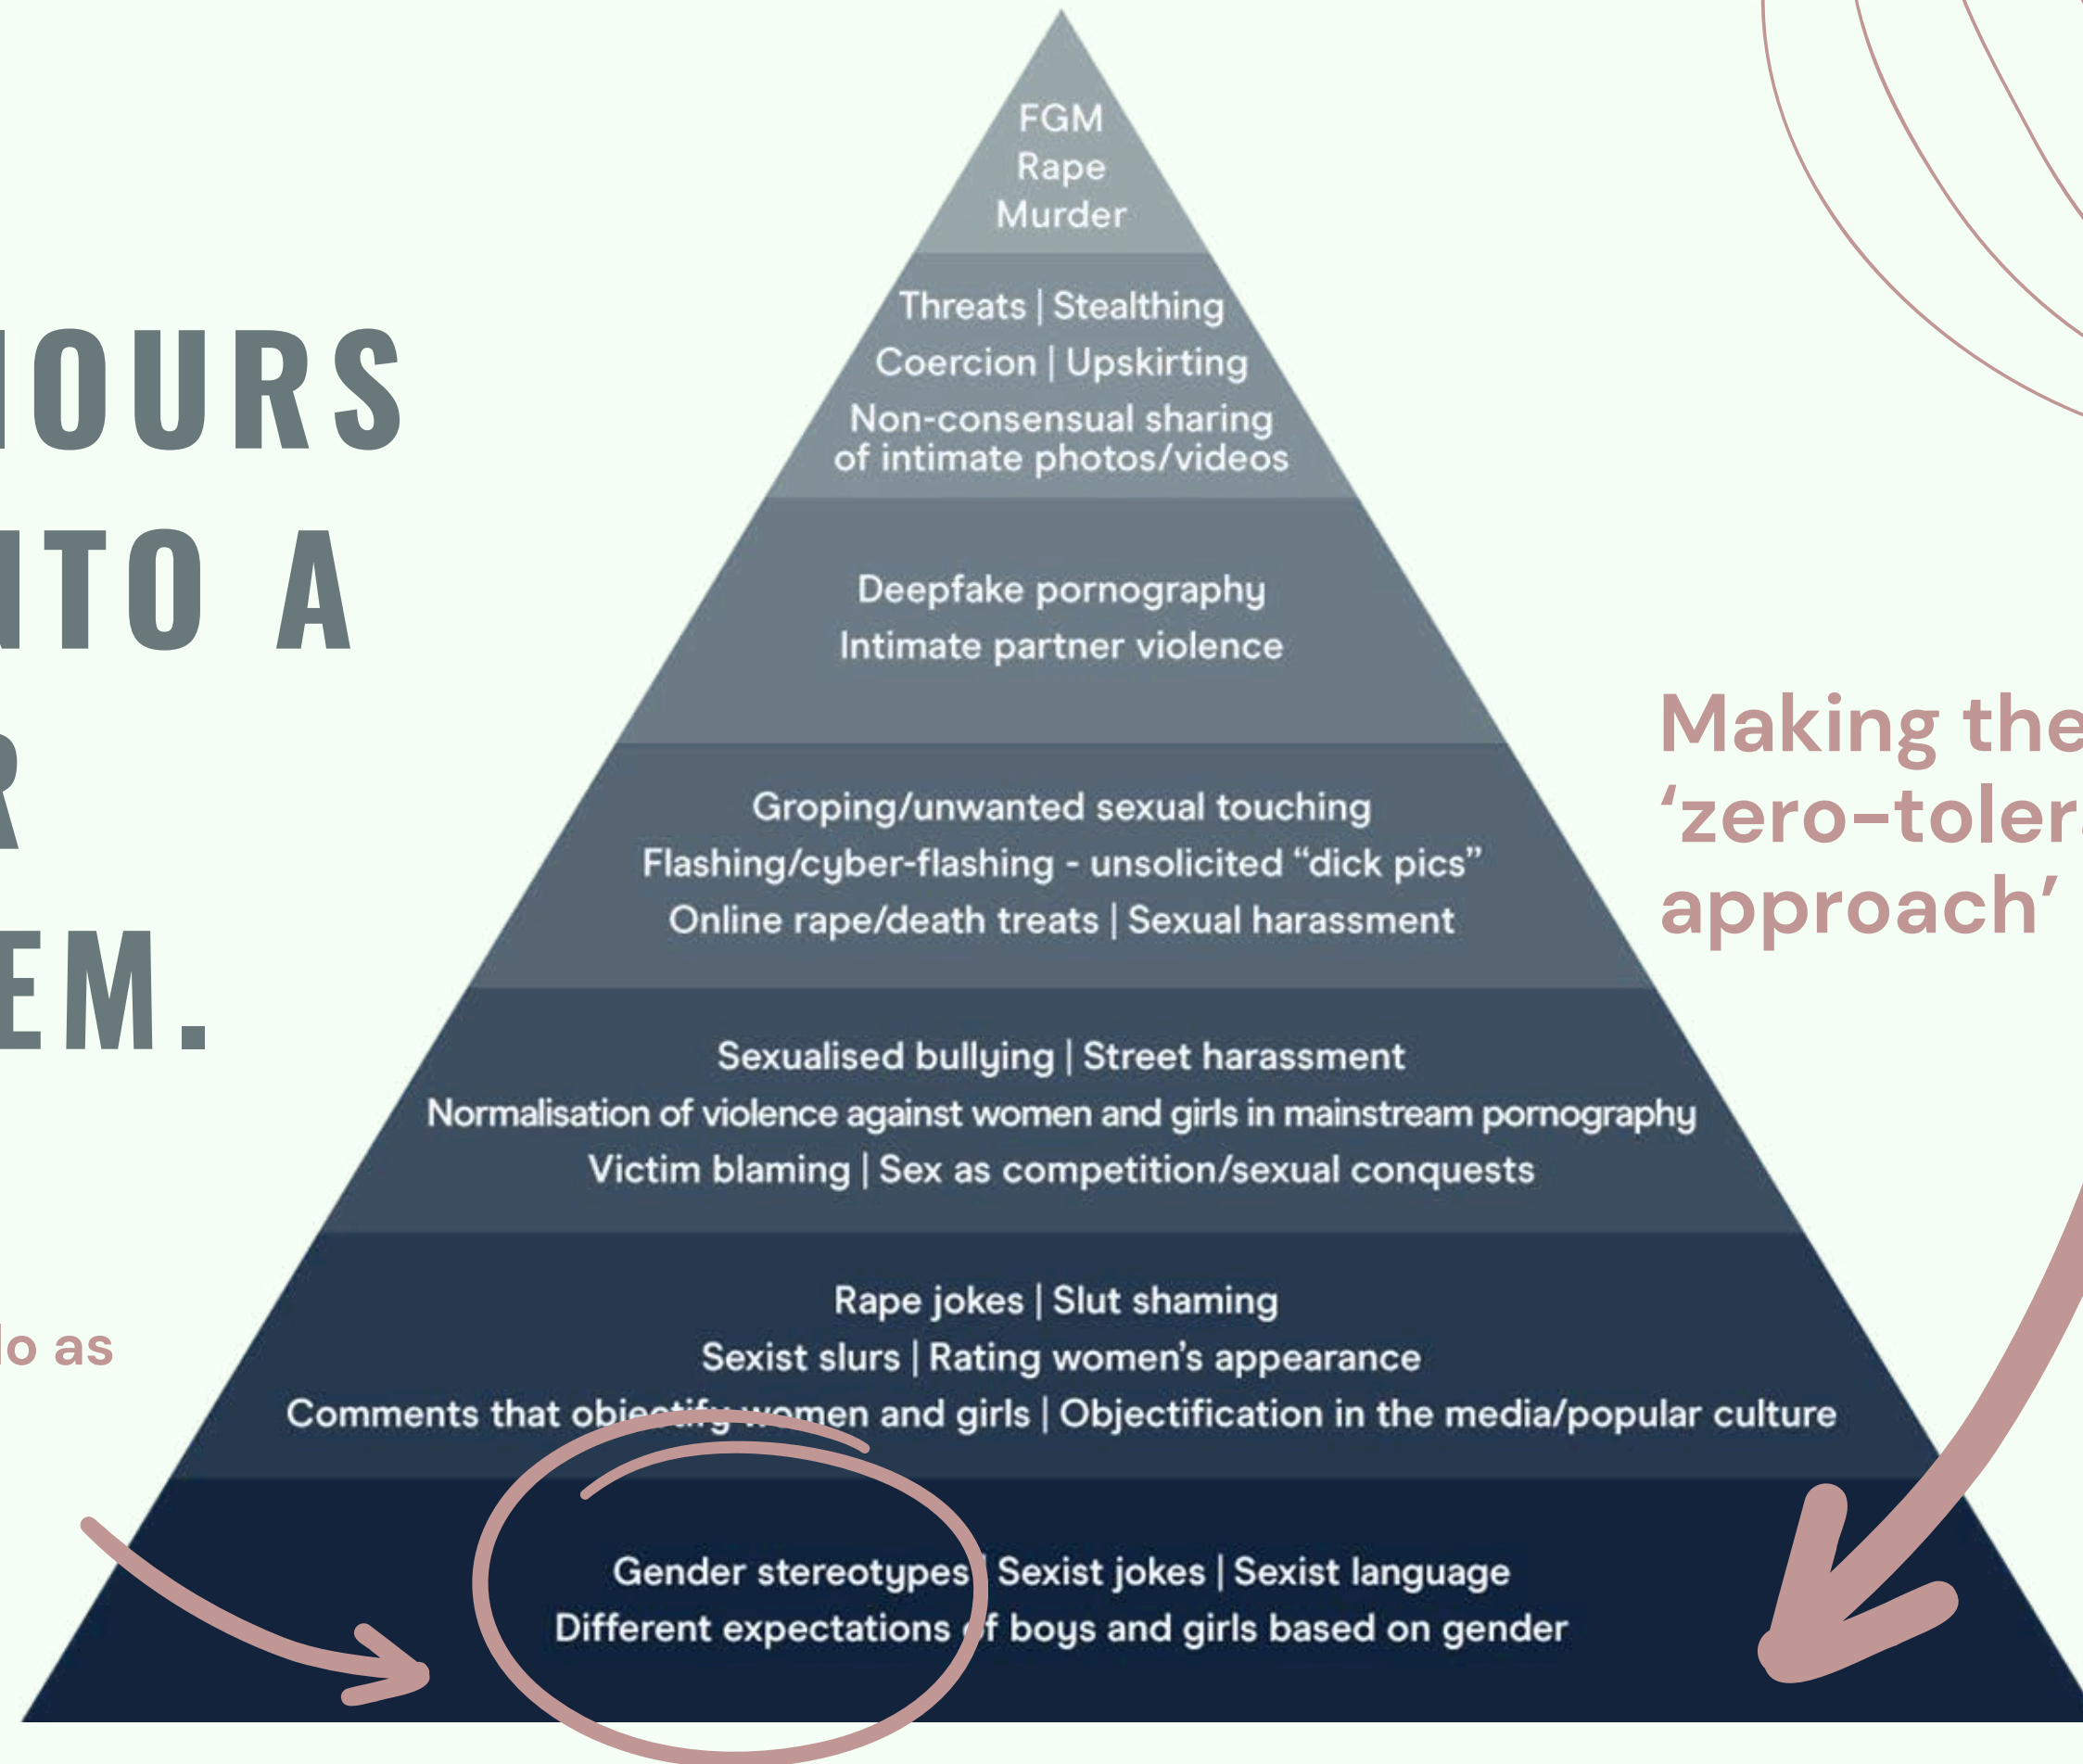 HOURS
NTO A
R
EM.
lo as
FGM
Rape
Murder
Threats | Stealthing
Coercion | Upskirting
Non-consensual sharing
of intimate photos/videos
Deepfake pornography
Intimate partner violence
Groping/unwanted sexual touching
Flashing/cyber-flashing - unsolicited “dick pics”
Online rape/death treats | Sexual harassment
Sexualised bullying | Street harassment
Normalisation of violence against women and girls in mainstream pornography
Victim blaming | Sex as competition/sexual conquests
Rape jokes | Slut shaming
Sexist slurs | Rating women’s appearance
Comments that objectify women and girls | Objectification in the media/popular culture
Gender stereotypes | Sexist jokes | Sexist language
Different expectations of boys and girls based on gender
Making the
‘zero-toler
approach’